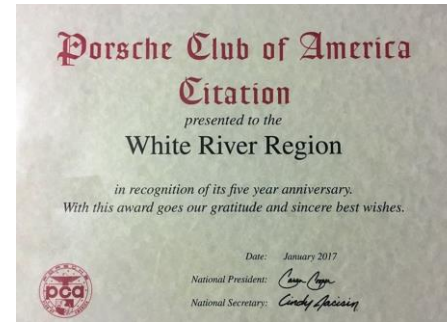 Porsche Club of America
Citation
presented to the
White River Region
in recognition of its five year anniversary.
With this award goes our gratitude and sincere best wishes.
Date: January 2017
National President:
National Secretary: Cindy
pca